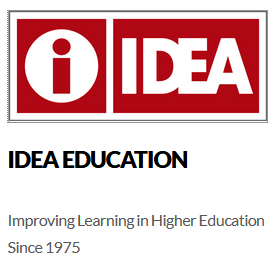 i IDEA
IDEA EDUCATION
Improving Learning in Higher Education
Since 1975